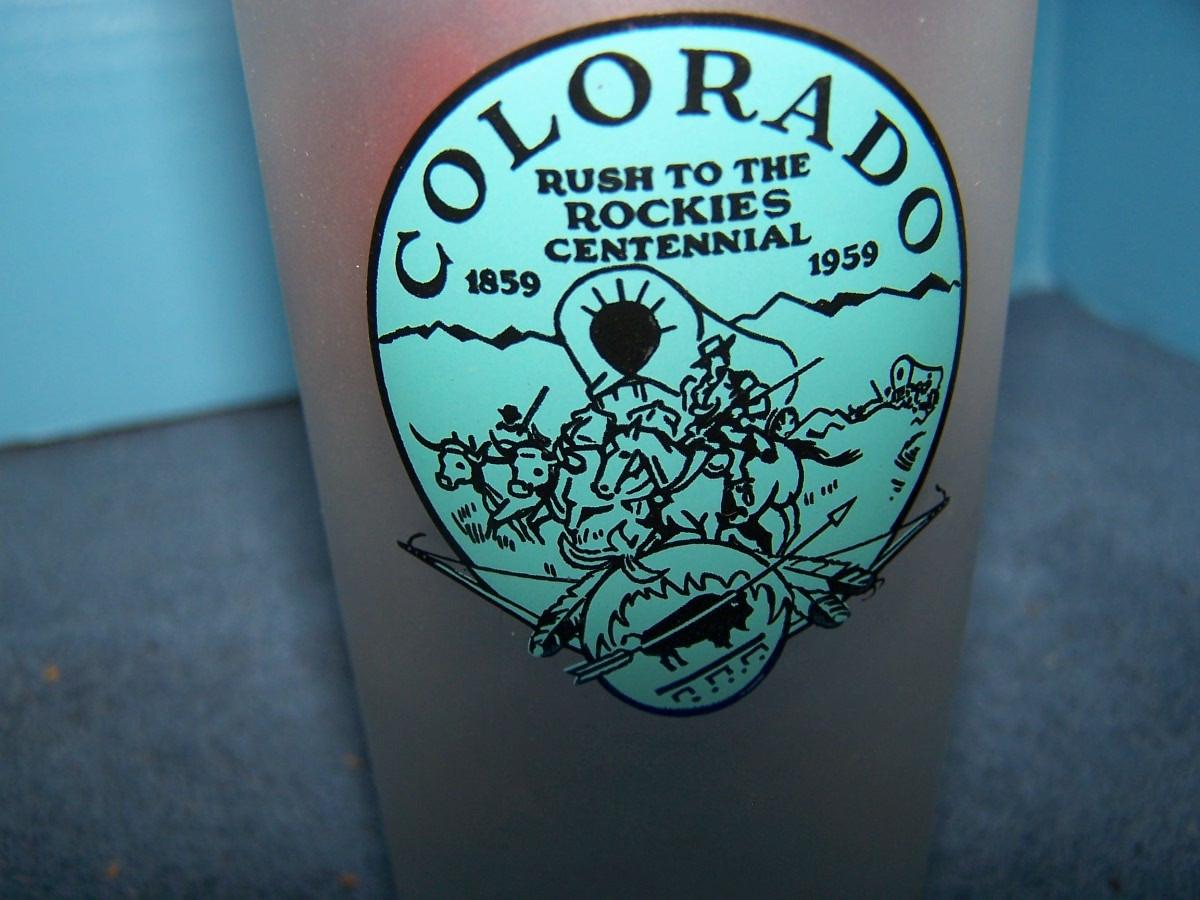 COLORADO
RUSH TO THE
ROCKIES
CENTENNIAL
1859 1959